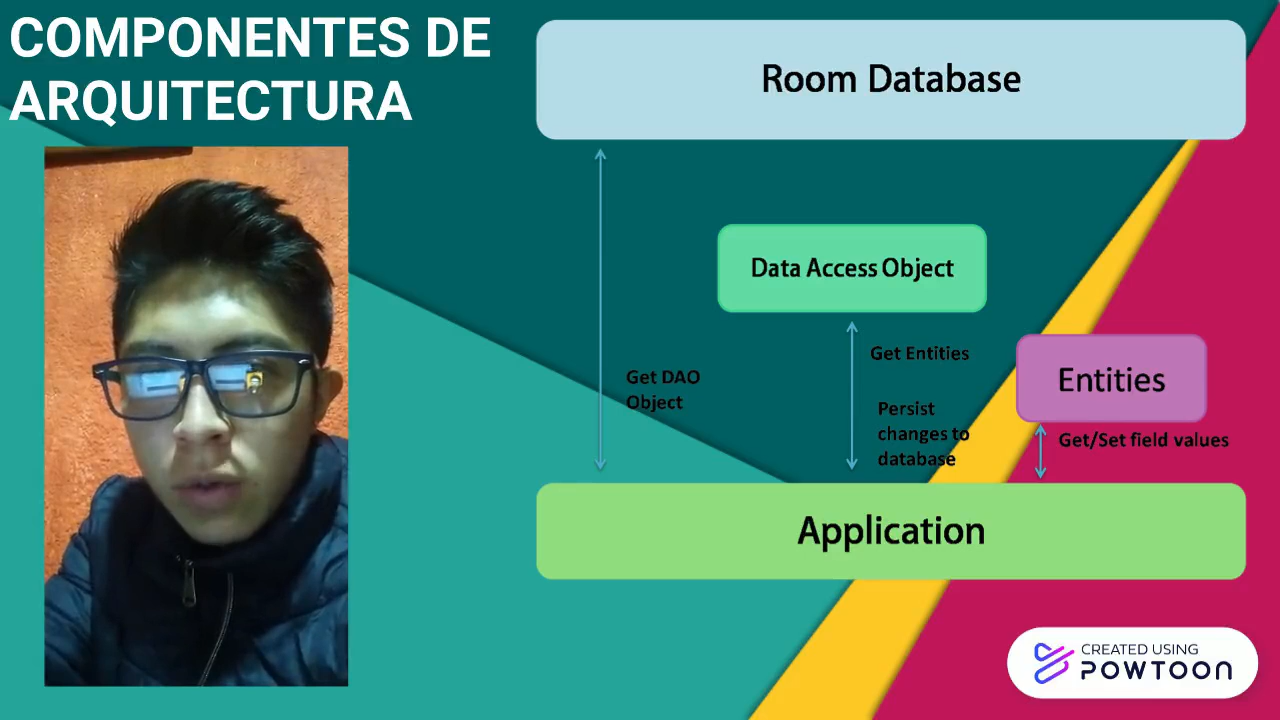 COMPONENTES DE
ARQUITECTURA
Room Database
Data Access Object
Get Entities
Entities
Get DAO
Object
Persist
changes to
database
Get/Set field values
Application
CREATED USING
POWTOON